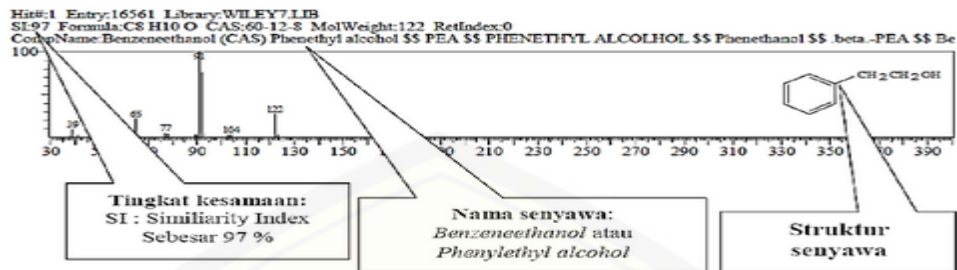 Hit#:1 Entry:16561 Library:WILEY7.LIB
SI:97 Formula:C8 H10 O CAS:60-12-8 MolWeight:122 RetIndex:0
CompName:Benzeneethanol (CAS) Phenethyl alcohol $$ PEA $$ PHENETHYL ALCOLHOL $$ Phenethanol $$ .beta.-PEA $$ Be
100
91
CH2CH2OH
65
122
39
77
104
30 70 90 110 130 150 190 210 230 250 270 290 310 330 350 370 390
Tingkat kesamaan:
SI : Similiarity Index
Sebesar 97 %
Nama senyawa:
Benzeneethanol atau
Phenylethyl alcohol
Struktur
senyawa